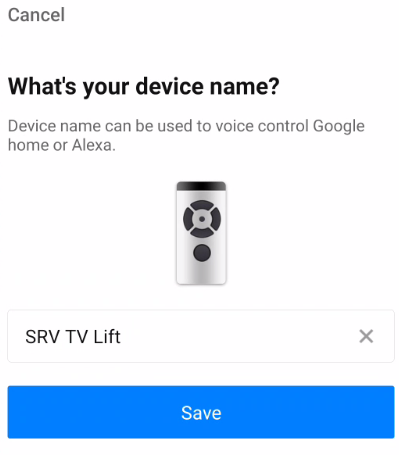 Cancel
What's your device name?
Device name can be used to voice control Google
home or Alexa.
SRV TV Lift
Save